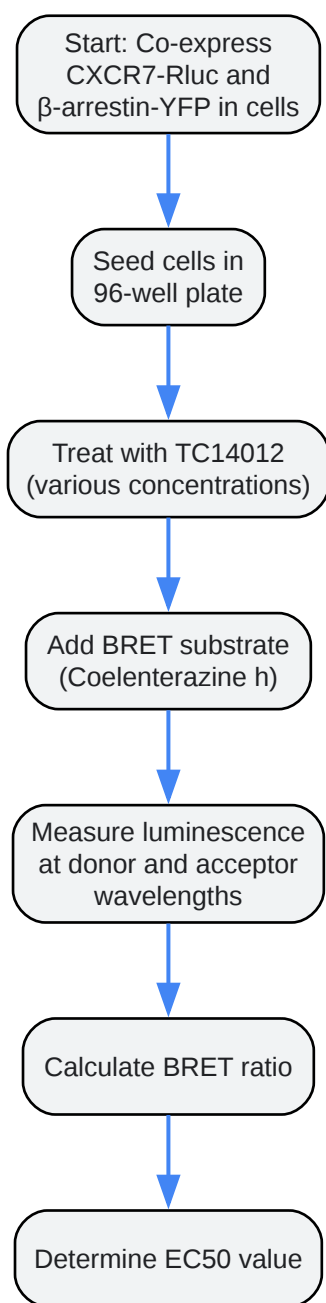 Start: Co-express
CXCR7-Rluc and
β-arrestin-YFP in cells
Seed cells in
96-well plate
Treat with TC14012
(various concentrations)
Add BRET substrate
(Coelenterazine h)
Measure luminescence
at donor and acceptor
wavelengths
Calculate BRET ratio
Determine EC50 value